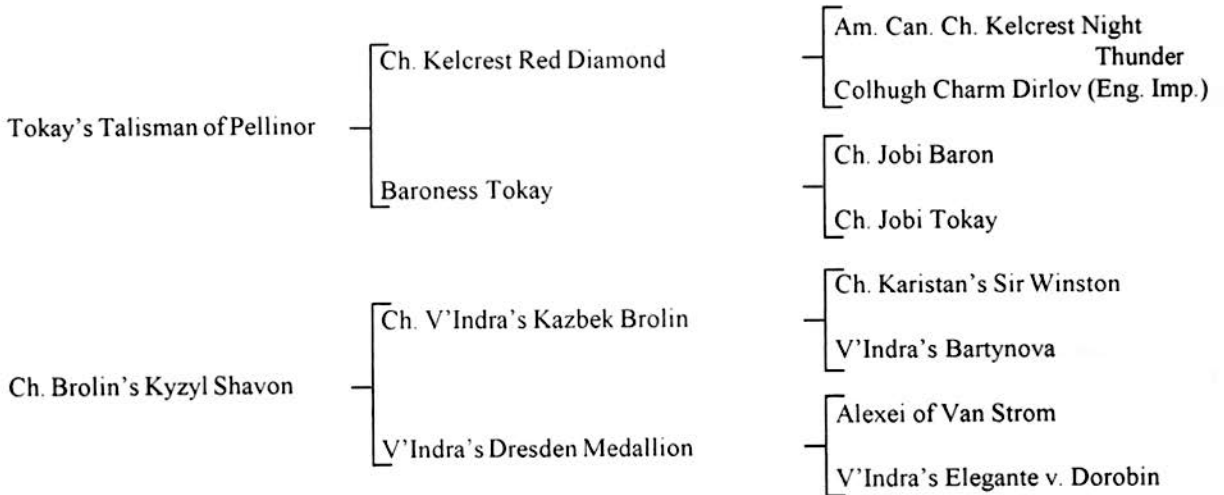 Am. Can. Ch. Kelcrest Night
Thunder
Ch. Kelcrest Red Diamond
Colhugh Charm Dirlov (Eng. Imp.)
Tokay's Talisman of Pellinor
Ch. Jobi Baron
Baroness Tokay
Ch. Jobi Tokay
Ch. Karistan's Sir Winston
Ch. V'Indra's Kazbek Brolin
V'Indra's Bartynova
Ch. Brolin's Kyzyl Shavon
Alexei of Van Strom
V'Indra's Dresden Medallion
V'Indra's Elegante v. Dorobin